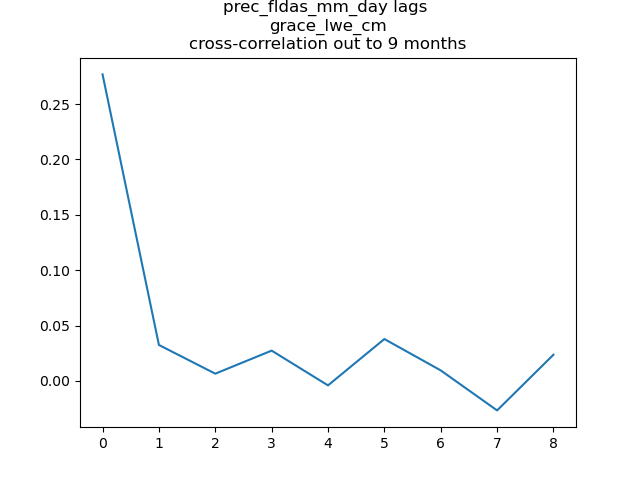 prec_fldas_mm_day lags
grace_lwe_cm
cross-correlation out to 9 months
0.25
0.20
0.15
0.10
0.05
0.00
0 1 2 3 4 5 6 7 8